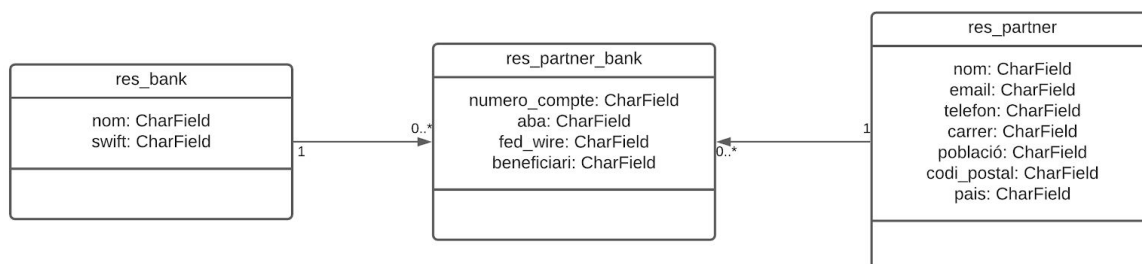 res_bank
nom: CharField
swift: CharField
1
0..*
res_partner_bank
numero_compte: CharField
aba: CharField
fed_wire: CharField
beneficiari: CharField
0..*
1
res_partner
nom: CharField
email: CharField
telefon: CharField
carrer: CharField
població: CharField
codi_postal: CharField
pais: CharField